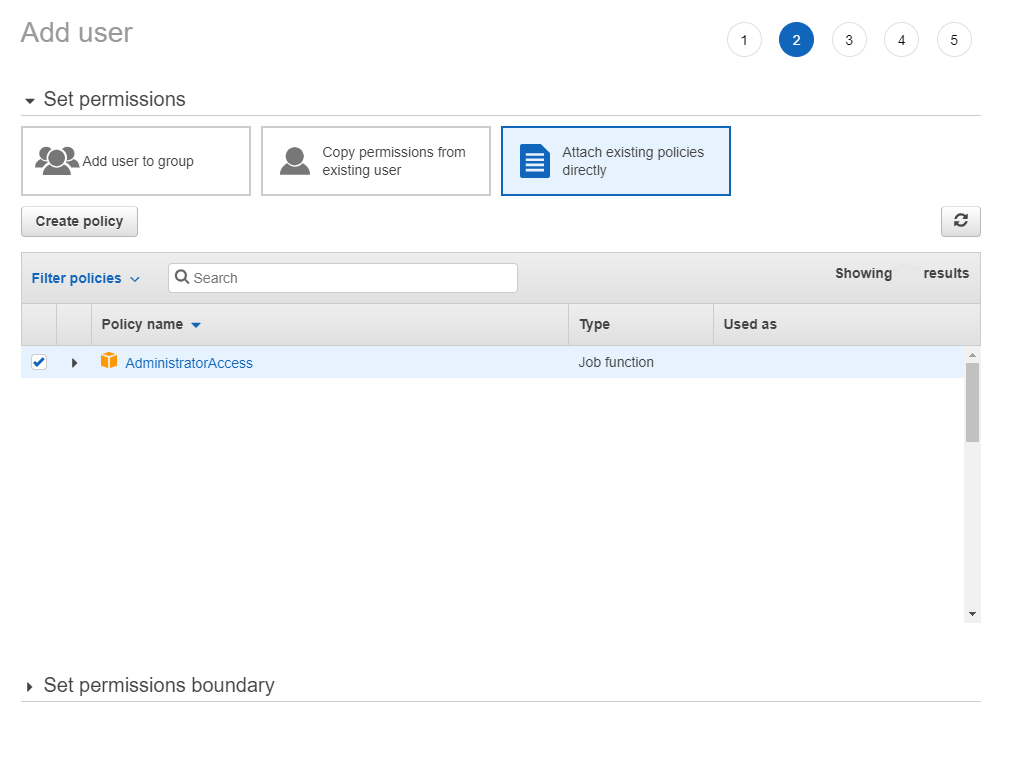 Add user
1 2 3 4 5
Set permissions
Add user to group
Copy permissions from
existing user
Attach existing policies
directly
Create policy
Filter policies
Search
Showing results
Policy name Type Used as
AdministratorAccess Job function
Set permissions boundary